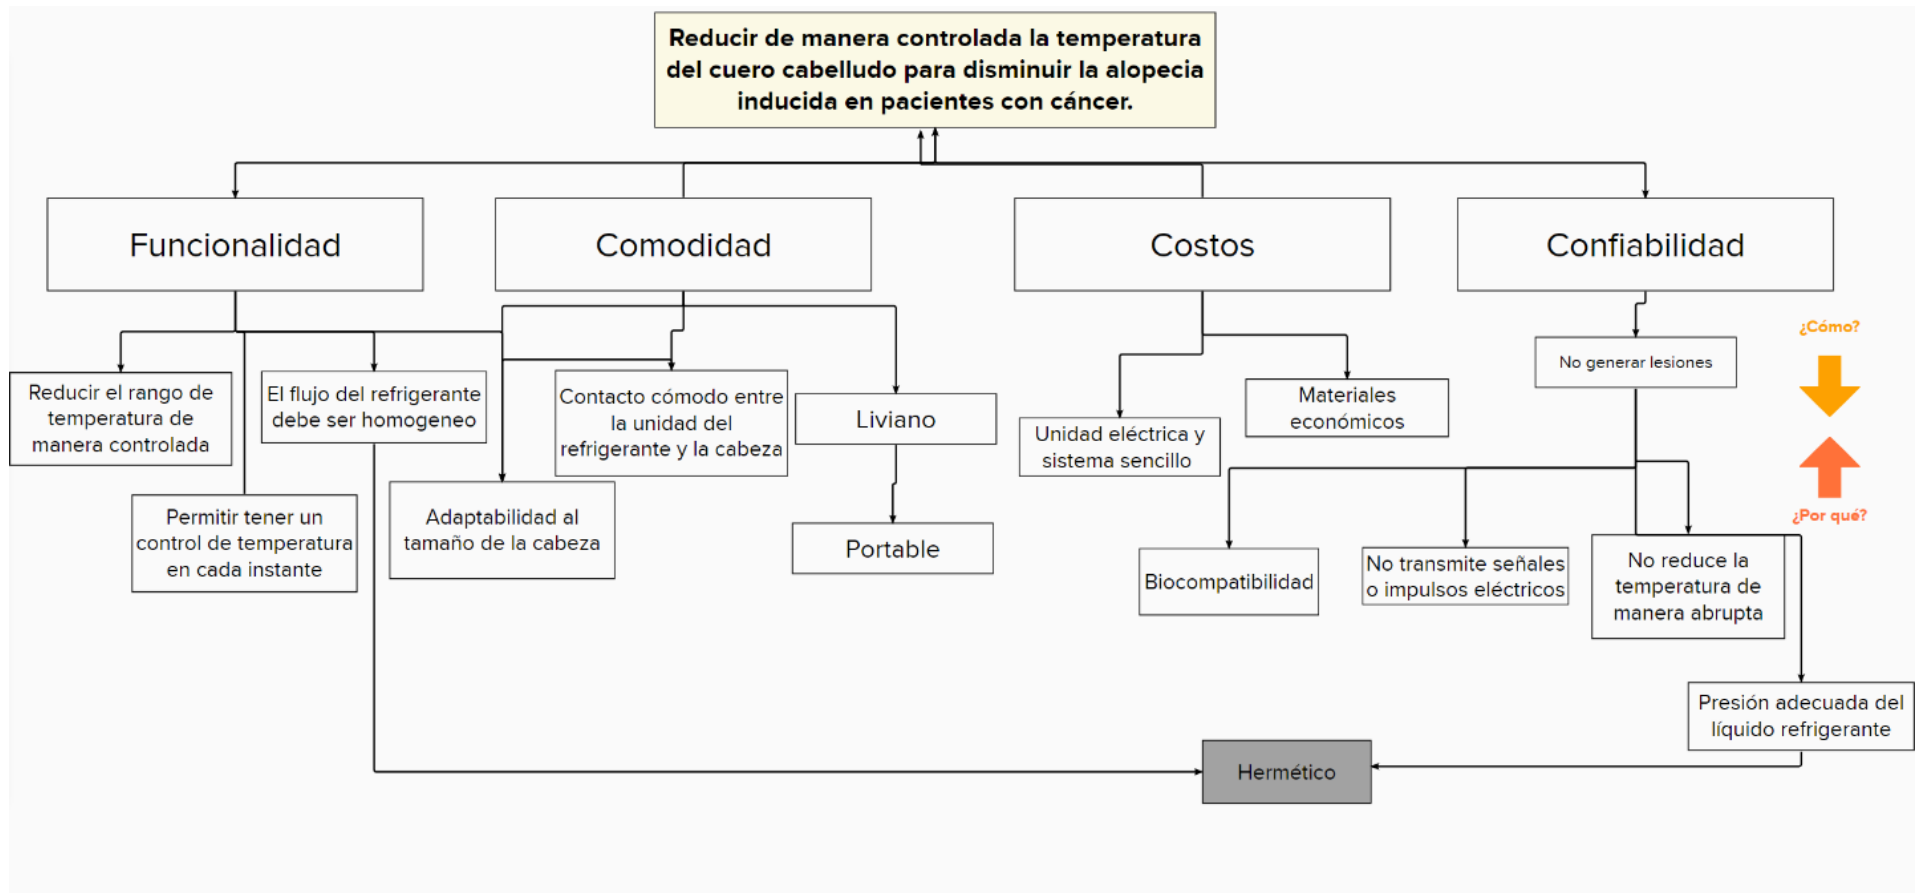 Reducir de manera controlada la temperatura
del cuero cabelludo para disminuir la alopecia
inducida en pacientes con cáncer.
Funcionalidad
Comodidad
Costos
Confiabilidad
¿Cómo?
¿Por qué?
No generar lesiones
Reducir el rango de
temperatura de
manera controlada
El flujo del refrigerante
debe ser homogeneo
Contacto cómodo entre
la unidad del
refrigerante y la cabeza
Liviano
Materiales
económicos
Unidad eléctrica y
sistema sencillo
Permitir tener un
control de temperatura
en cada instante
Adaptabilidad al
tamaño de la cabeza
Portable
Biocompatibilidad
No transmite señales
o impulsos eléctricos
No reduce la
temperatura de
manera abrupta
Presión adecuada del
líquido refrigerante
Hermético